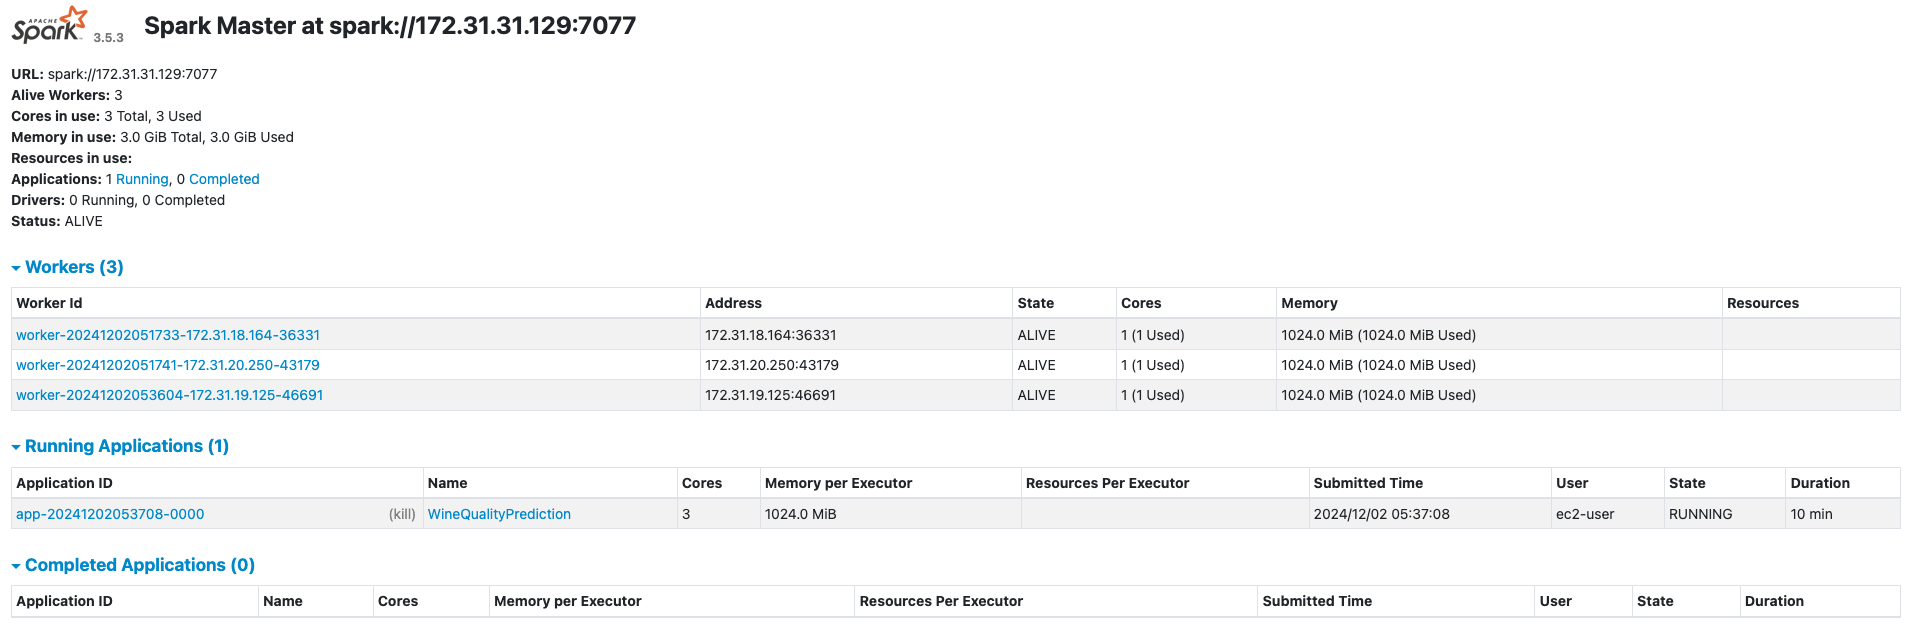 APACHE
Spark 3.5.3 Spark Master at spark://172.31.31.129:7077
URL: spark://172.31.31.129:7077
Alive Workers: 3
Cores in use: 3 Total, 3 Used
Memory in use: 3.0 GiB Total, 3.0 GiB Used
Resources in use:
Applications: 1 Running, 0 Completed
Drivers: 0 Running, 0 Completed
Status: ALIVE
Workers (3)
Worker Id Address State Cores Memory Resources
worker-20241202051733-172.31.18.164-36331 172.31.18.164:36331 ALIVE 1 (1 Used) 1024.0 MiB (1024.0 MiB Used)
worker-20241202051741-172.31.20.250-43179 172.31.20.250:43179 ALIVE 1 (1 Used) 1024.0 MiB (1024.0 MiB Used)
worker-20241202053604-172.31.19.125-46691 172.31.19.125:46691 ALIVE 1 (1 Used) 1024.0 MiB (1024.0 MiB Used)
Running Applications (1)
Application ID Name Cores Memory per Executor Resources Per Executor Submitted Time User State Duration
app-20241202053708-0000 (kill) WineQualityPrediction 3 1024.0 MiB 2024/12/02 05:37:08 ec2-user RUNNING 10 min
Completed Applications (0)
Application ID Name Cores Memory per Executor Resources Per Executor Submitted Time User State Duration